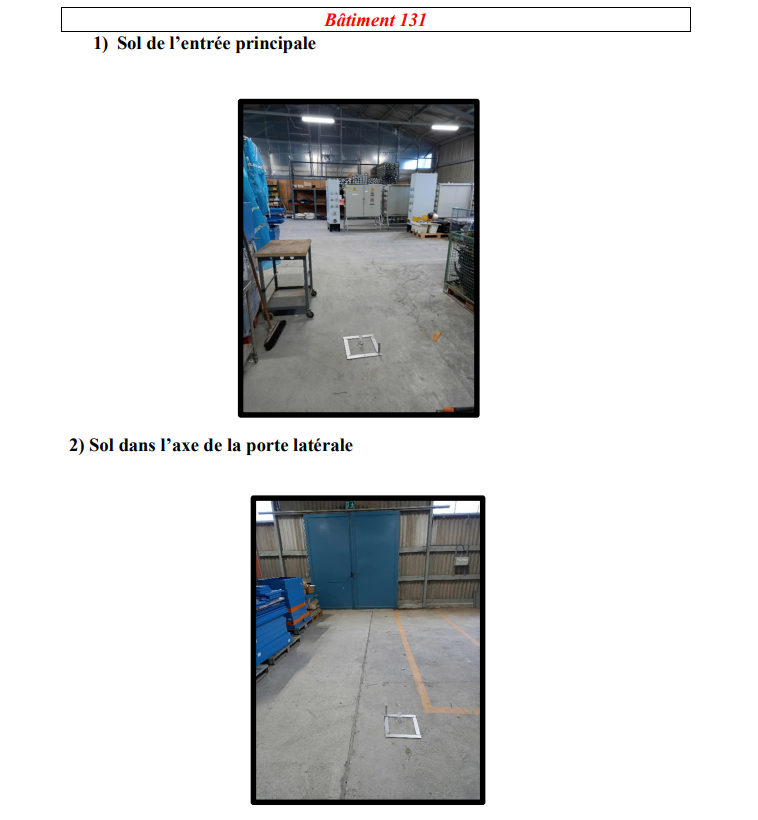 Bâtiment 131
1) Sol de l’entrée principale
2) Sol dans l’axe de la porte latérale